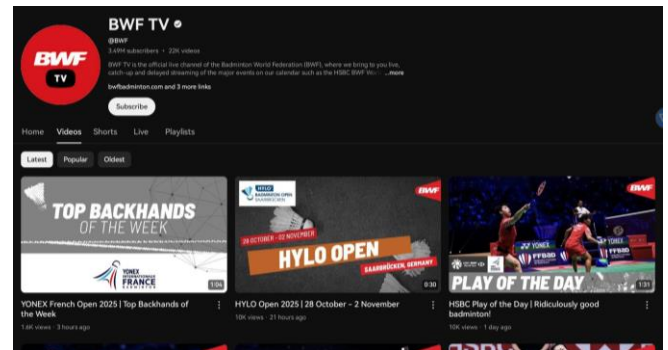 BWF TV
BWF
TV
@BWF
3.49M subscribers • 22K videos
BWF TV is the official live channel of the Badminton World Federation (BWF), where we bring to you live,
catch-up and delayed streaming of the major events on our calendar such as the HSBC BWF Wor... ...more
bwfbadminton.com and 3 more links
Subscribe
Home Videos Shorts Live Playlists
Latest Popular Oldest
TOP BACKHANDS
OF THE WEEK
YONEX
INTERNATIONAUX
FRANCE
BADMINTON
1:04
HYLO
BADMINTON OPEN
SAARBRÜCKEN
BWF
28 OCTOBER - 02 NOVEMBER
HYLO OPEN
SAARBRÜCKEN, GERMANY
0:30
BWF
YONEX
FFBaD
YONEX
FFBaD
PLAY OF THE DAY
1:31
YONEX French Open 2025 | Top Backhands of
the Week
1.6K views • 3 hours ago
HYLO Open 2025 | 28 October – 2 November
10K views • 21 hours ago
HSBC Play of the Day | Ridiculously good
badminton!
10K views • 1 day ago